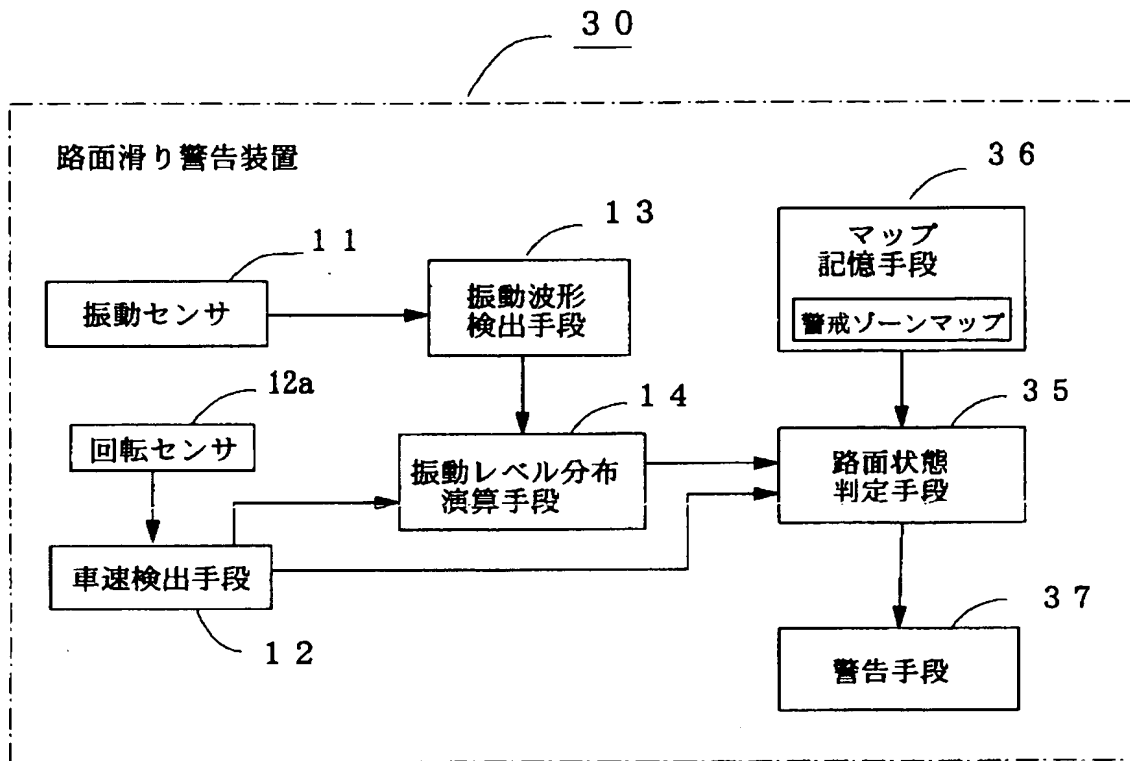 ３０
路面滑り警告装置
３６
１３
マップ
記憶手段
警戒ゾーンマップ
１１
振動センサ
振動波形
検出手段
12a
回転センサ
１４
振動レベル分布
演算手段
３５
路面状態
判定手段
車速検出手段
１２
３７
警告手段